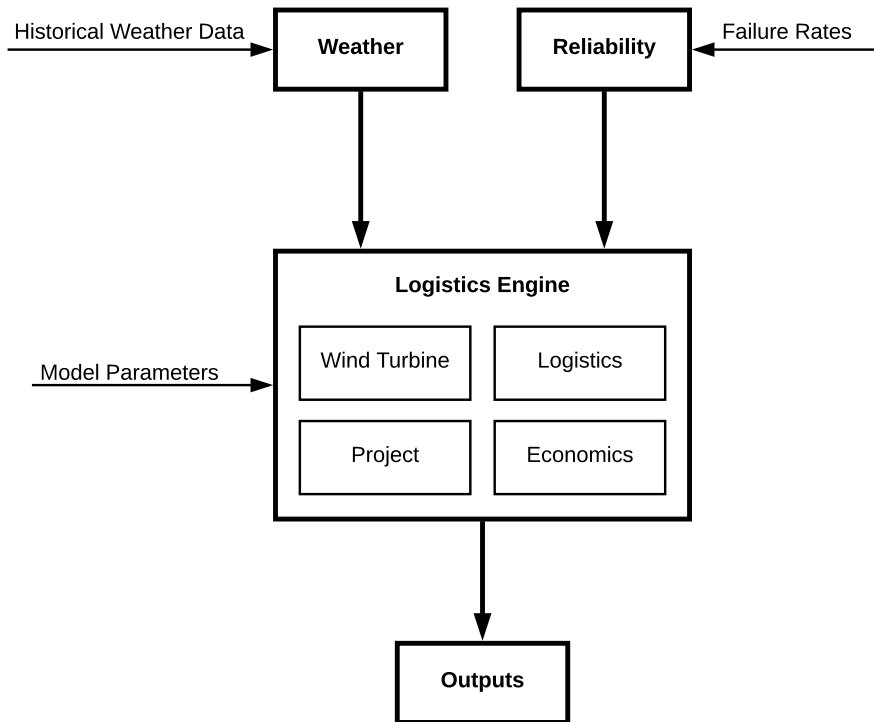 Historical Weather Data
Weather
Reliability
Failure Rates
Logistics Engine
Wind Turbine
Logistics
Model Parameters
Project
Economics
Outputs